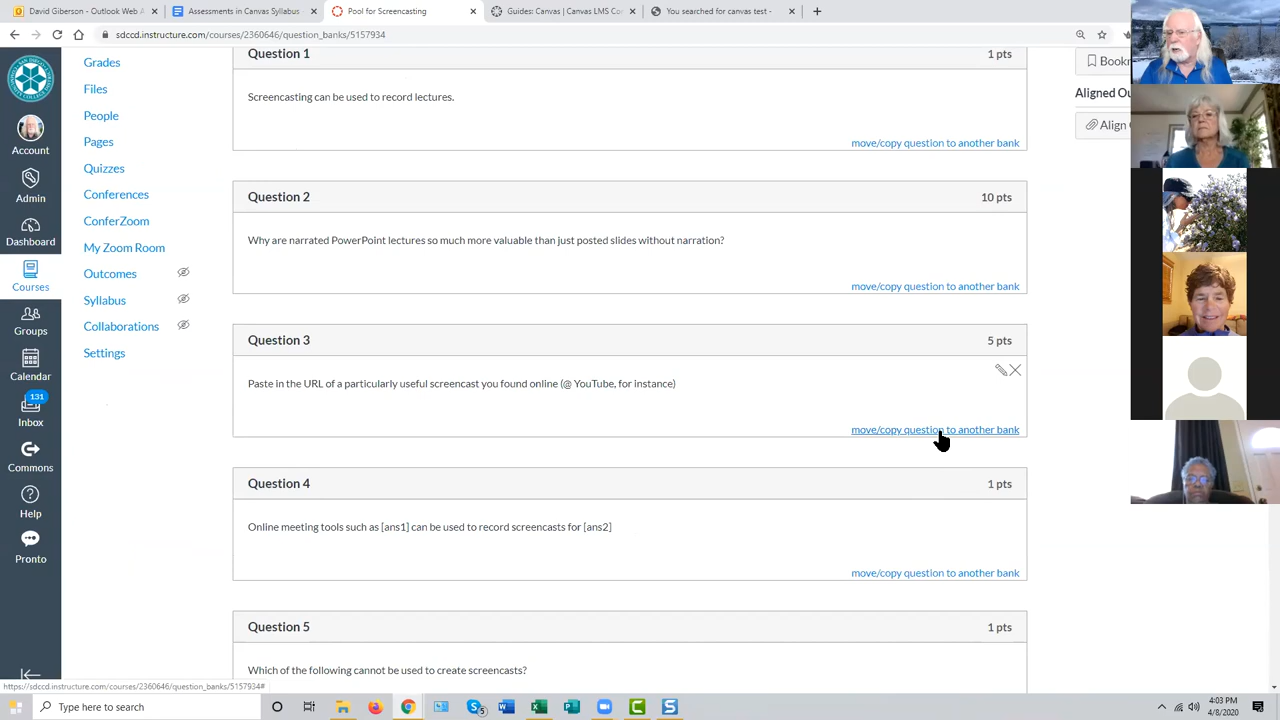 David Giberson - Outlook Web A
Assessments in Canvas Syllabus
Pool for Screencasting
Guides: Canvas | Canvas LMS Co
You searched for canvas test -
sdccd.instructure.com/courses/2360646/question_banks/5157934
Account
Admin
Dashboard
Courses
Groups
Calendar
131
Inbox
Commons
Help
Pronto
Grades
Files
People
Pages
Quizzes
Conferences
ConferZoom
My Zoom Room
Outcomes
Syllabus
Collaborations
Settings
Question 1
1 pts
Screencasting can be used to record lectures.
move/copy question to another bank
Question 2
10 pts
Why are narrated PowerPoint lectures so much more valuable than just posted slides without narration?
move/copy question to another bank
Question 3
5 pts
Paste in the URL of a particularly useful screencast you found online (@ YouTube, for instance)
move/copy question to another bank
Question 4
1 pts
Online meeting tools such as [ans1] can be used to record screencasts for [ans2]
move/copy question to another bank
Question 5
1 pts
Which of the following cannot be used to create screencasts?
Bookn
Aligned Ou
Align
https://sdccd.instructure.com/courses/2360646/question_banks/5157934#
Type here to search
5
4:03 PM
4/8/2020